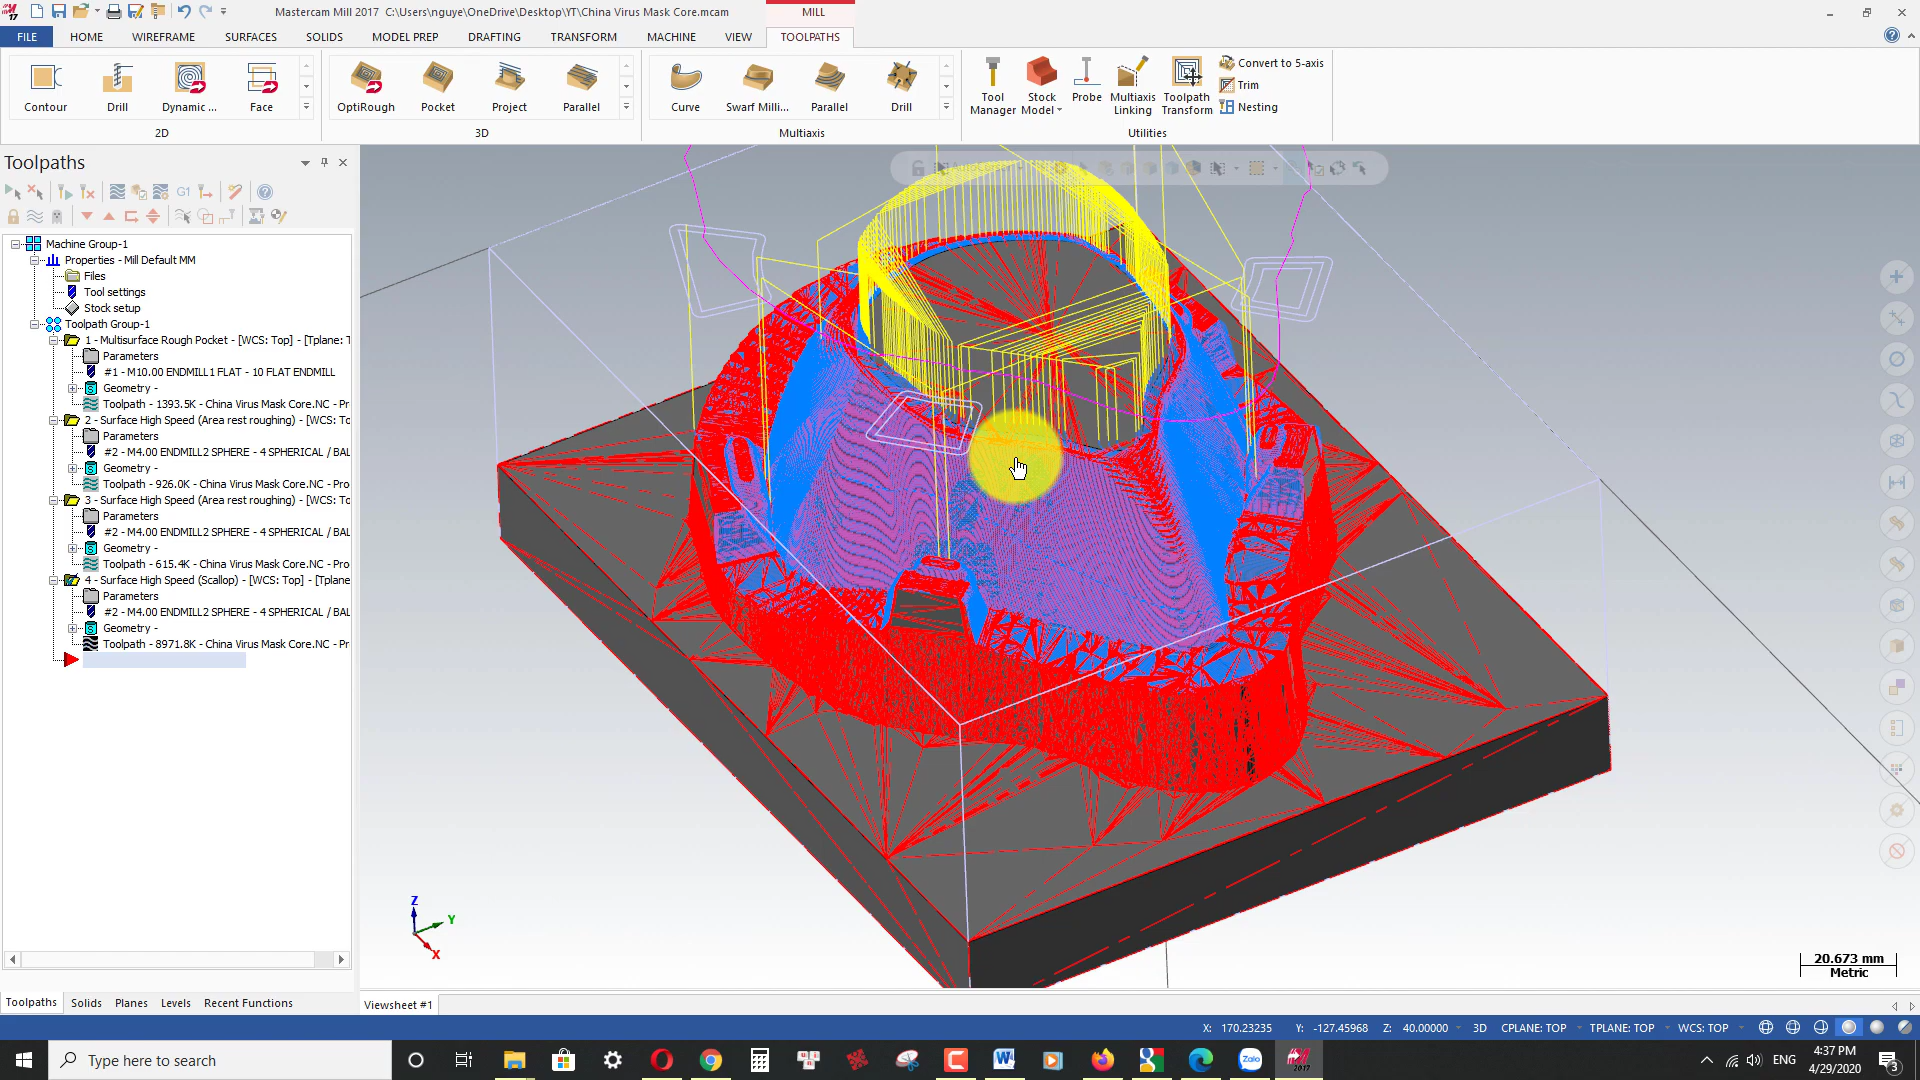 Mastercam Mill 2017  C:\Users\nguye\OneDrive\Desktop\YT\China Virus Mask Core.mcam
MILL
FILE HOME WIREFRAME SURFACES SOLIDS MODEL PREP DRAFTING TRANSFORM MACHINE VIEW TOOLPATHS
Contour Drill Dynamic ... Face
2D
OptiRough Pocket Project Parallel
3D
Curve Swarf Milli... Parallel Drill
Multiaxis
Tool Manager
Stock Model
Probe
Multiaxis Linking
Toolpath Transform
Convert to 5-axis
Trim
Nesting
Utilities
Toolpaths
G1
Machine Group-1
Properties - Mill Default MM
Files
Tool settings
Stock setup
Toolpath Group-1
1 - Multisurface Rough Pocket - [WCS: Top] - [Tplane: T
Parameters
#1 - M10.00 ENDMILL1 FLAT - 10 FLAT ENDMILL
Geometry -
Toolpath - 1393.5K - China Virus Mask Core.NC - Pr
2 - Surface High Speed (Area rest roughing) - [WCS: To
Parameters
#2 - M4.00 ENDMILL2 SPHERE - 4 SPHERICAL / BAL
Geometry -
Toolpath - 926.0K - China Virus Mask Core.NC - Pro
3 - Surface High Speed (Area rest roughing) - [WCS: To
Parameters
#2 - M4.00 ENDMILL2 SPHERE - 4 SPHERICAL / BAL
Geometry -
Toolpath - 615.4K - China Virus Mask Core.NC - Pro
4 - Surface High Speed (Scallop) - [WCS: Top] - [Tplane
Parameters
#2 - M4.00 ENDMILL2 SPHERE - 4 SPHERICAL / BAL
Geometry -
Toolpath - 8971.8K - China Virus Mask Core.NC - Pr
Z
Y
X
20.673 mm
Metric
Toolpaths Solids Planes Levels Recent Functions
Viewsheet #1
X: 170.23235 Y: -127.45968 Z: 40.00000 3D CPLANE: TOP TPLANE: TOP WCS: TOP
Type here to search
Zalo
2017
ENG
4:37 PM
4/29/2020
3